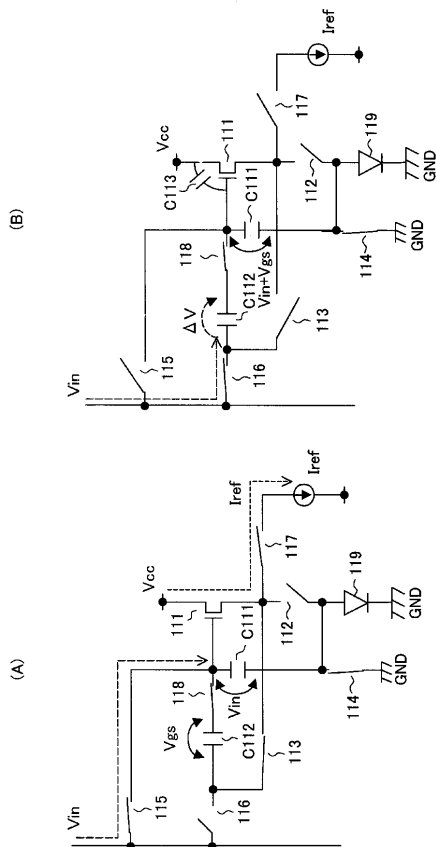 (A)
Vin
115
116
Vgs
C112
118
113
Vin
C111
111
Vcc
112
114
GND
117
Iref
Iref
119
GND
(B)
Vin
115
116
ΔV
C112
118
113
Vin+Vgs
C111
C113
111
Vcc
112
114
GND
117
Iref
119
GND